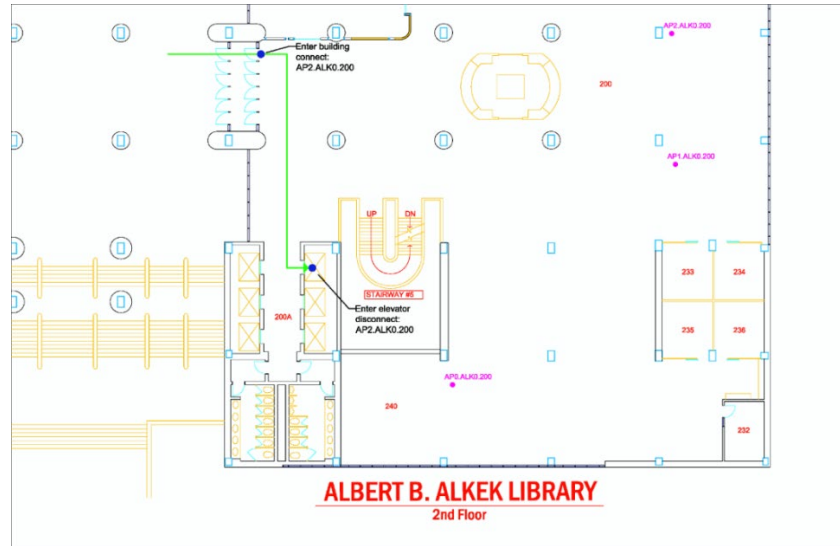 AP2.ALK0.200
Enter building
connect:
AP2.ALK0.200
200
AP1.ALK0.200
UP
DN
233
234
STAIRWAY #6
Enter elevator
disconnect:
AP2.ALK0.200
200A
235
236
AP0.ALK0.200
240
232
ALBERT B. ALKEK LIBRARY
2nd Floor